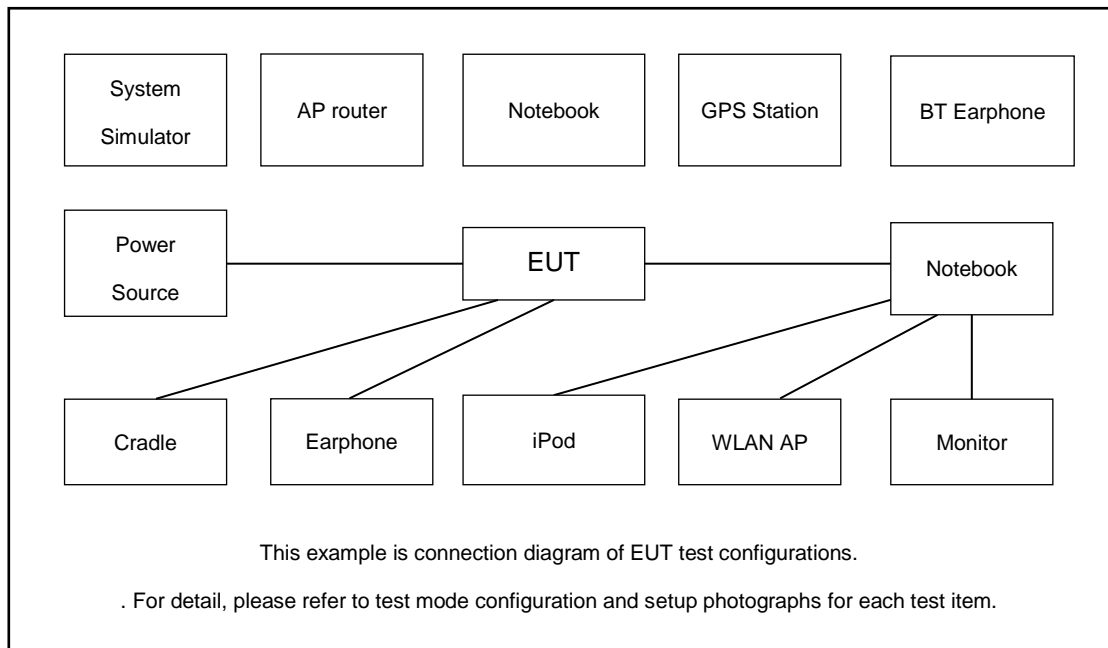 System
Simulator
AP router
Notebook
GPS Station
BT Earphone
Power
Source
EUT
Notebook
Cradle
Earphone
iPod
WLAN AP
Monitor
This example is connection diagram of EUT test configurations.
. For detail, please refer to test mode configuration and setup photographs for each test item.